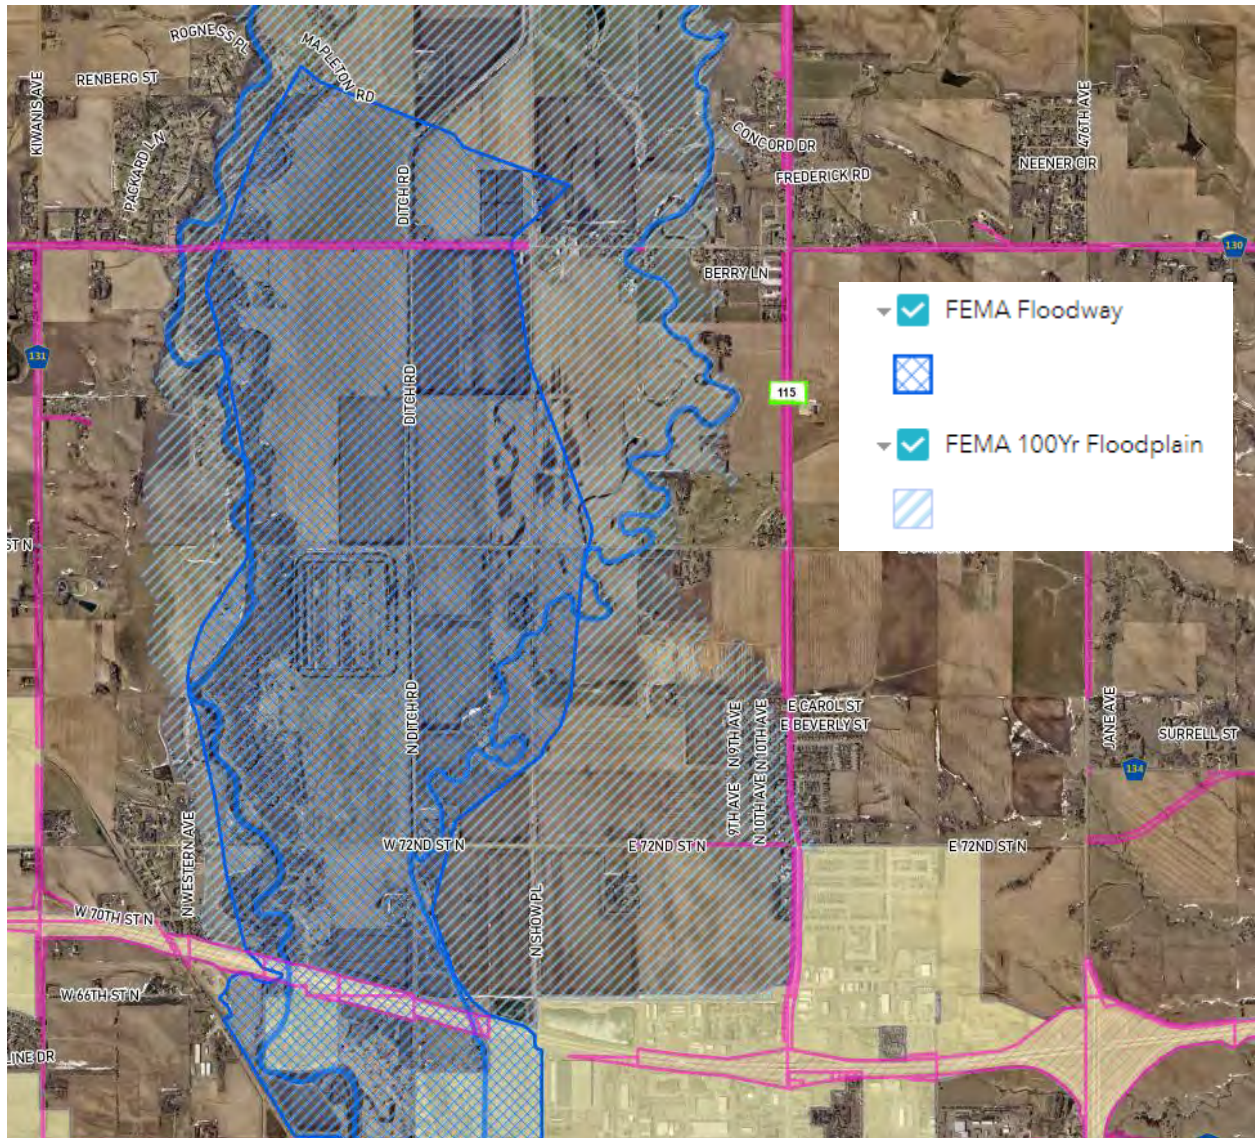 ROGNESS PL
MAPLETON RD
RENBERG ST
KIWANIS AVE
PACKARD LN
DITCH RD
CONCORD DR
FREDERICK RD
476TH AVE
NEENER CIR
130
BERRY LN
131
DITCH RD
115
FEMA Floodway
FEMA 100Yr Floodplain
ST N
N DITCH RD
9TH AVE
N 9TH AVE
N 10TH AVE
N 10TH AVE
E CAROL ST
E BEVERLY ST
JANE AVE
SURRELL ST
134
N WESTERN AVE
W 72ND ST N
E 72ND ST N
E 72ND ST N
W 70TH ST N
N SHOW PL
W 66TH ST N
LINE DR